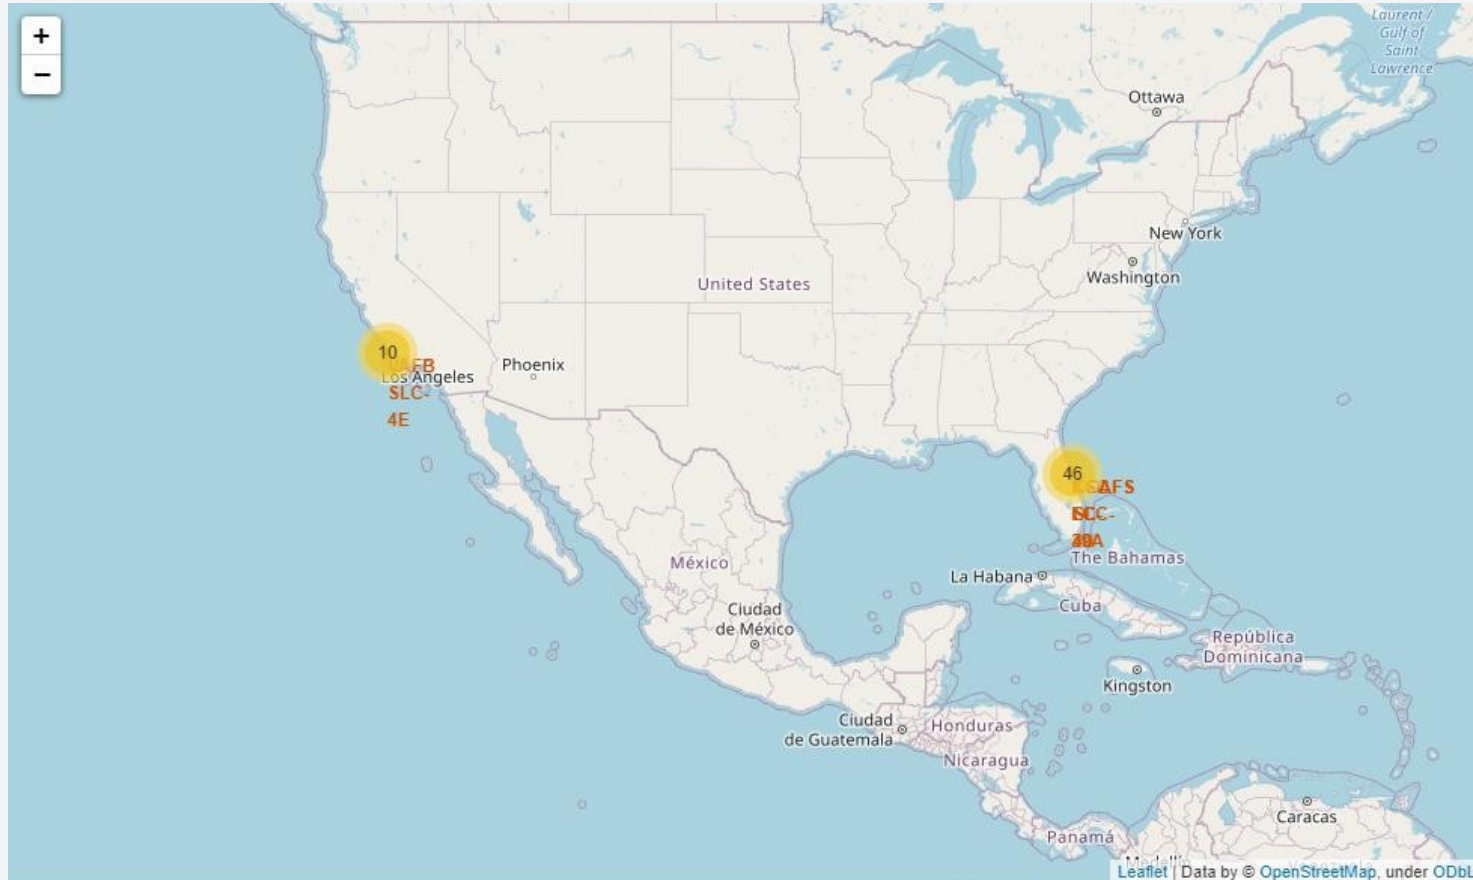 +
−
Laurent /
Gulf of
Saint
Lawrence
Ottawa
New York
Washington
United States
10
Los Angeles
SLC-
4E
Phoenix
46
The Bahamas
México
La Habana
Cuba
Ciudad
de México
República
Dominicana
Kingston
Ciudad
de Guatemala
Honduras
Nicaragua
Caracas
Panamá
Leaflet | Data by © OpenStreetMap, under ODbL